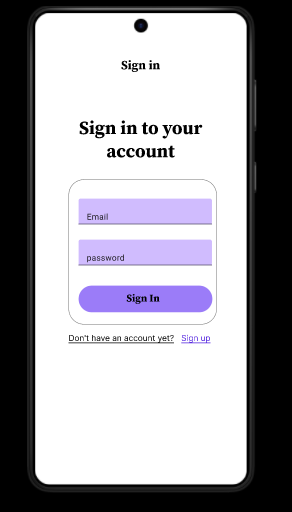 Sign in
Sign in to your
account
Email
password
Sign In
Don't have an account yet? Sign up